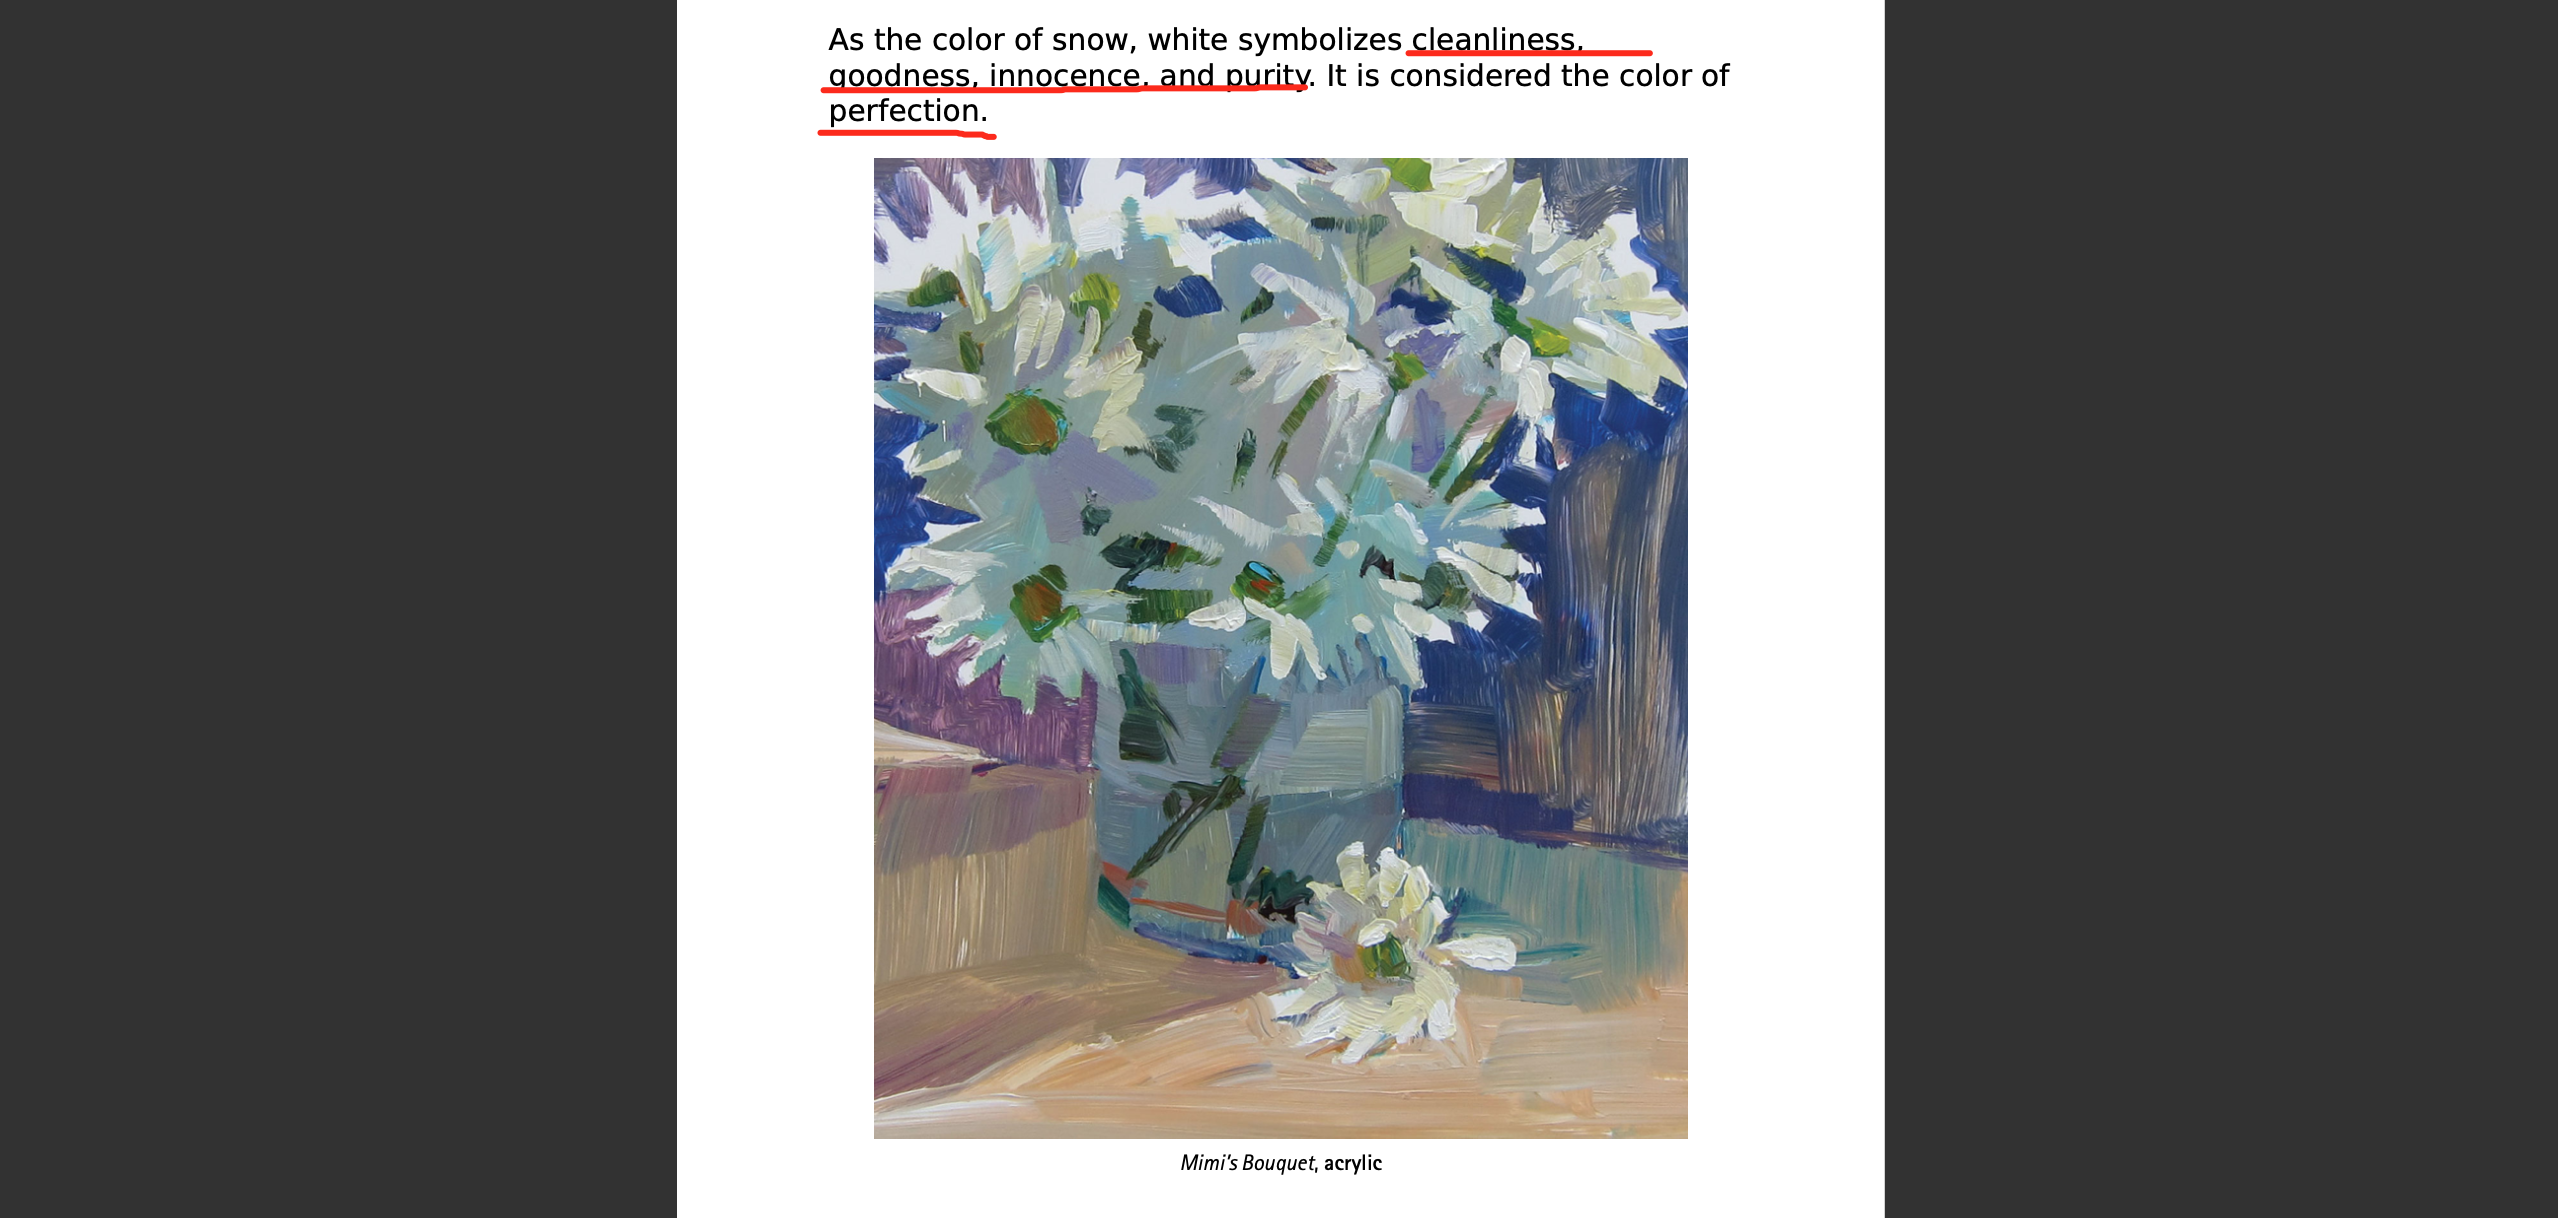 As the color of snow, white symbolizes cleanliness,
goodness, innocence, and purity. It is considered the color of
perfection.
Mimi's Bouquet, acrylic